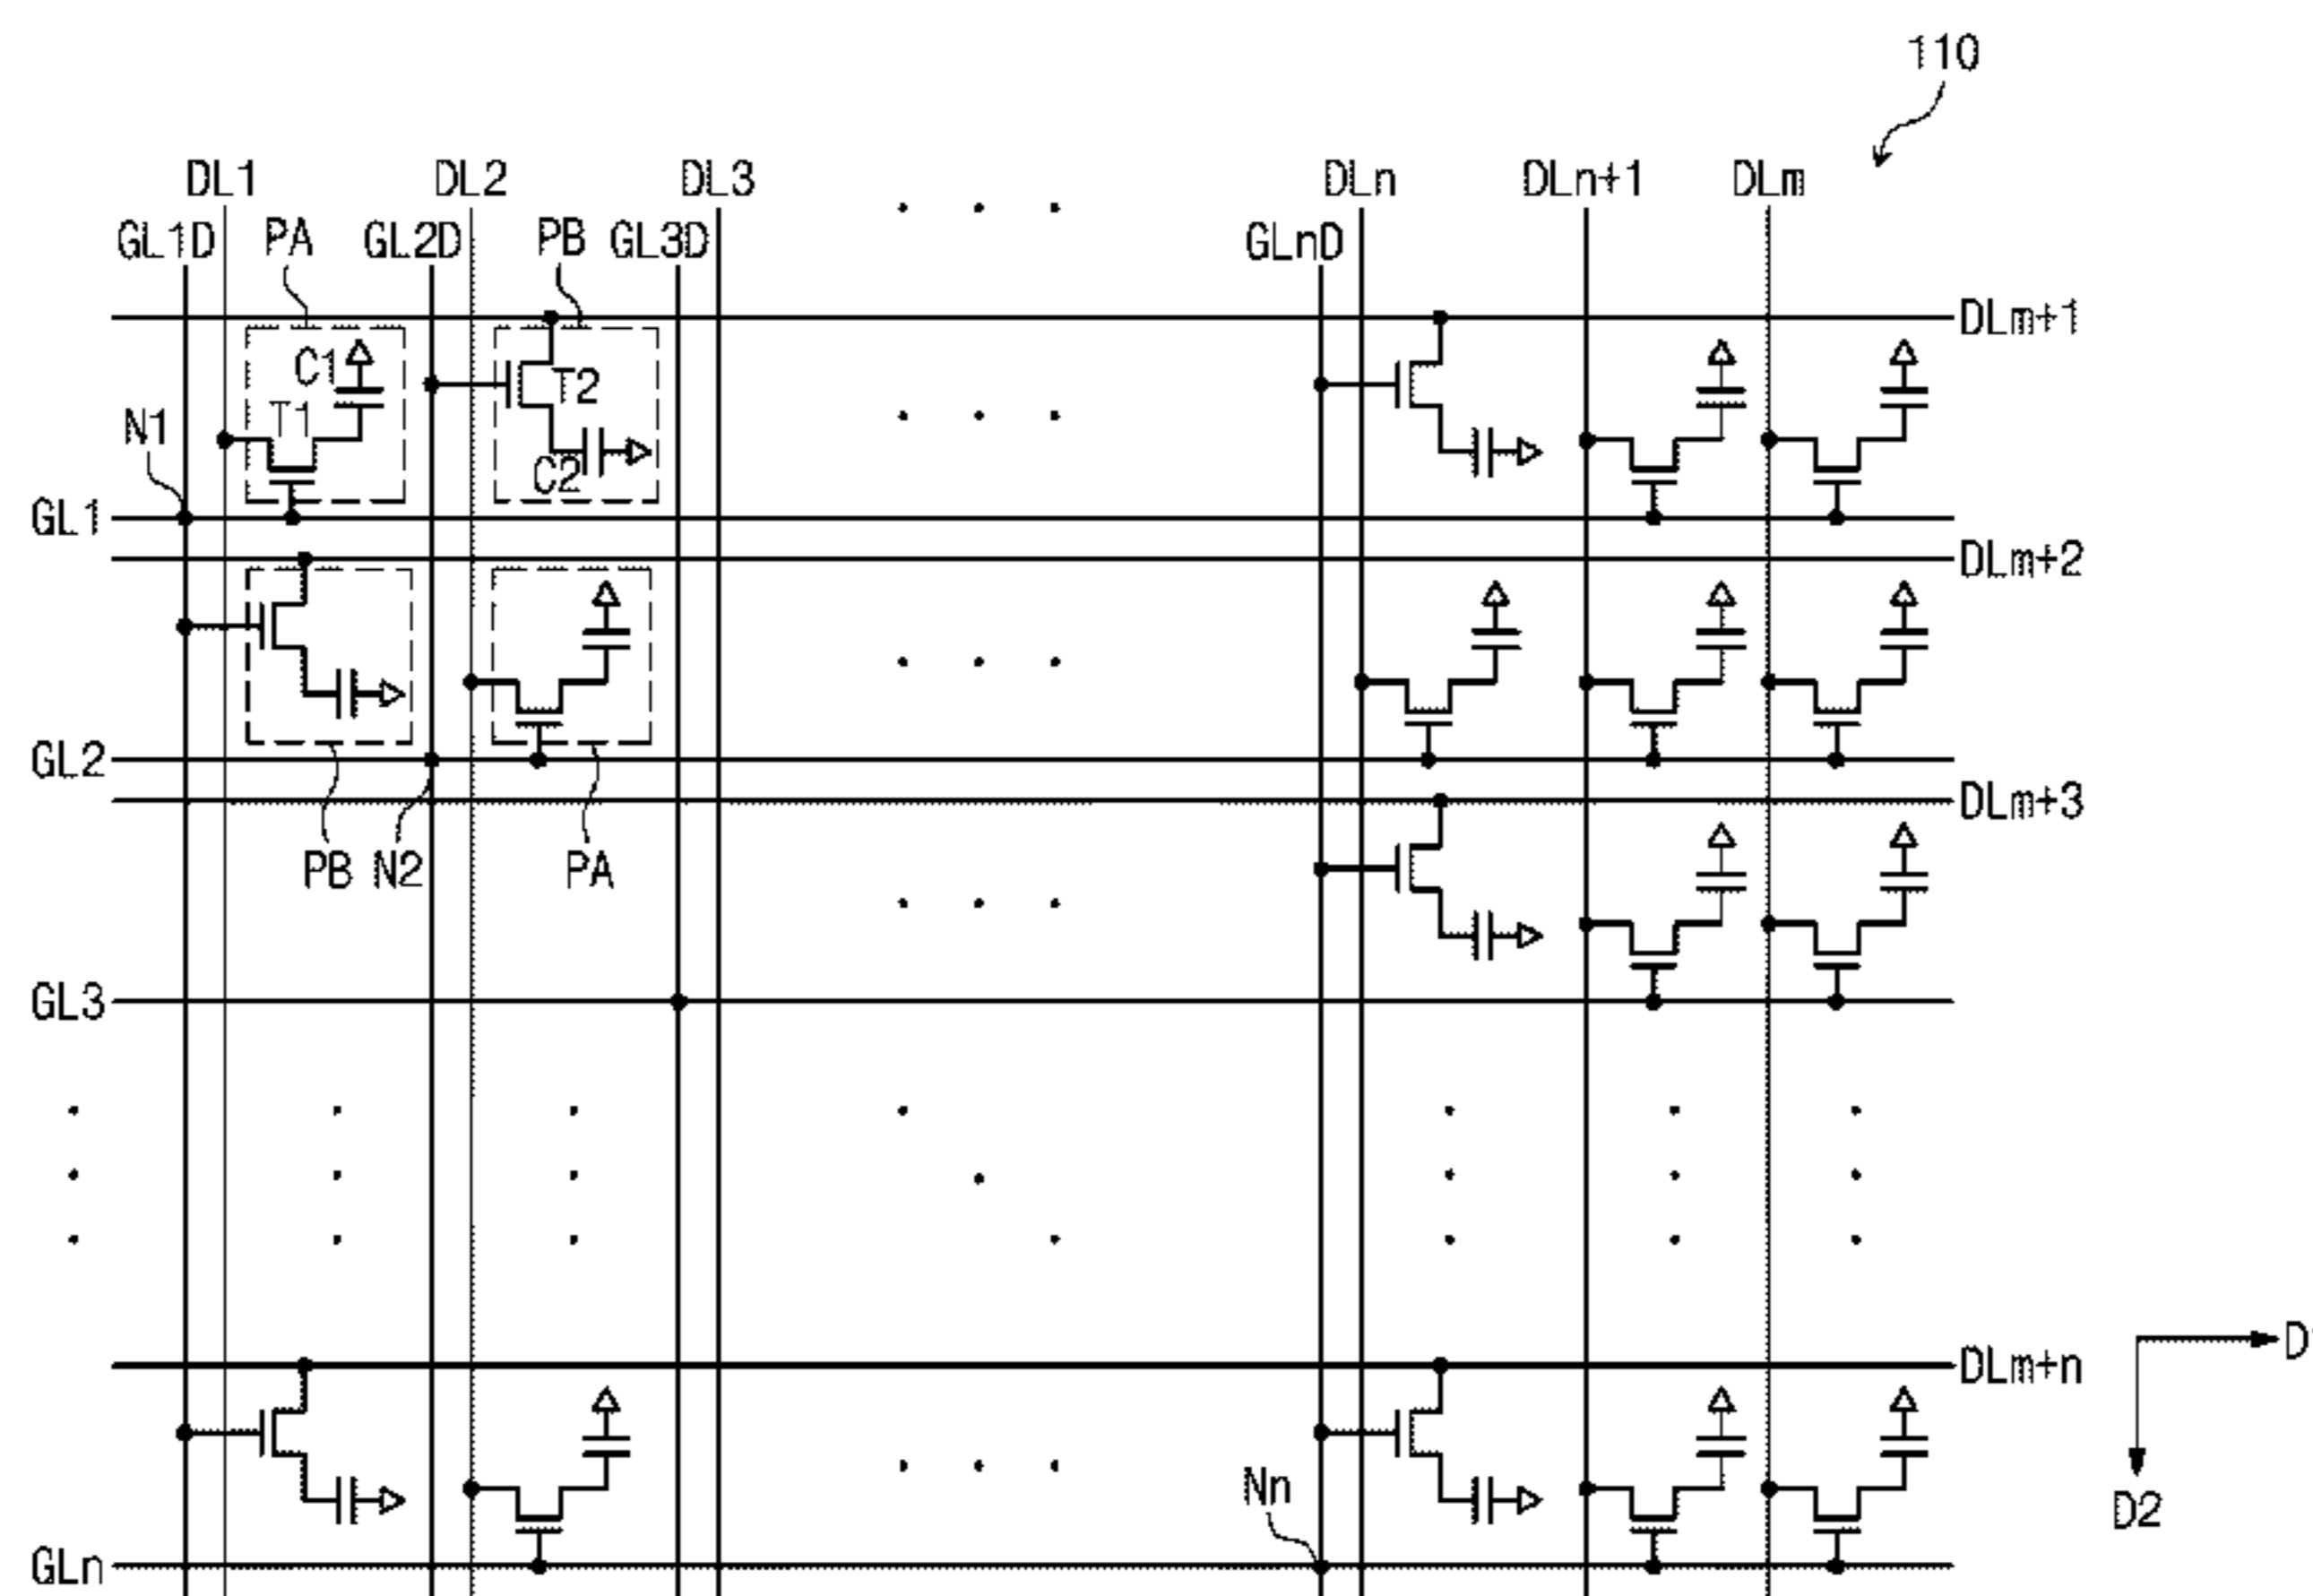 110
DL1 DL2 DL3 DLn DLn+1 DLm
GL1D PA GL2D PB GL3D GLnD
DLm+1
C1 T2
T1
N1
C2
GL1
DLm+2
GL2
DLm+3
PB N2 PA
GL3
DLm+n
Nn
D2
GLn